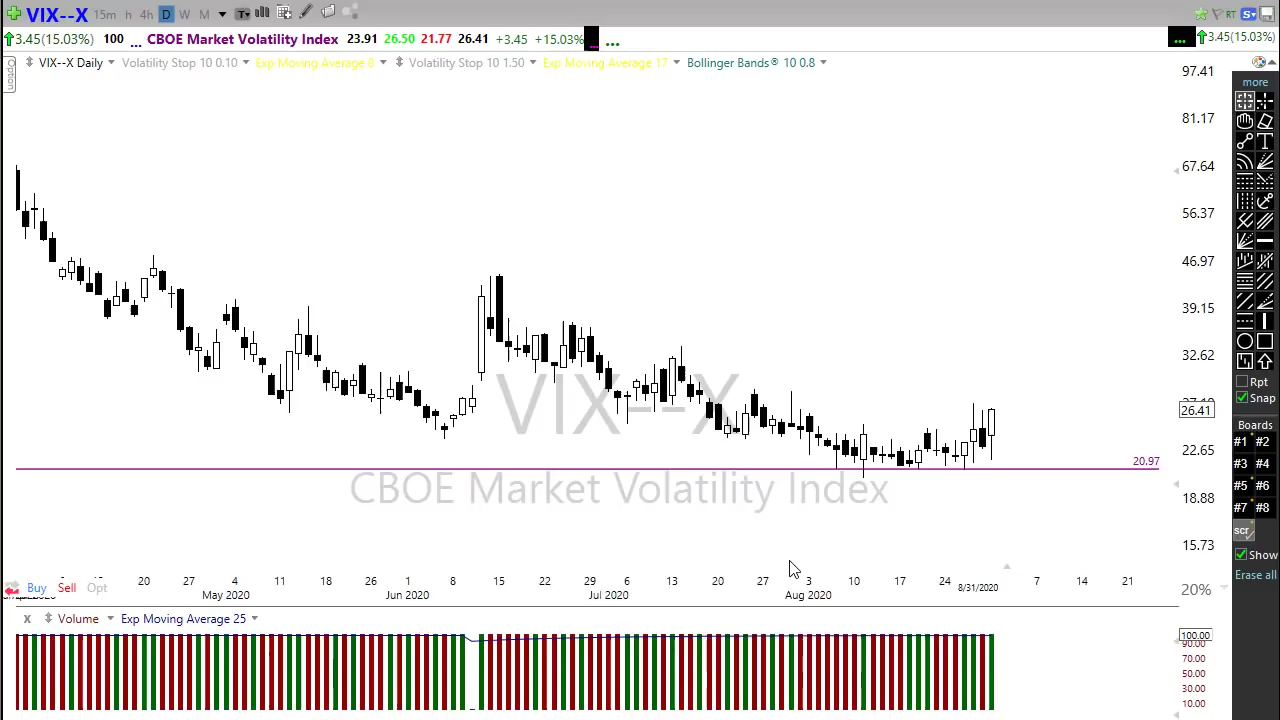 VIX--X 15m h 4h D W M T RT S
3.45(15.03%) 100 ... CBOE Market Volatility Index 23.91 26.50 21.77 26.41 +3.45 +15.03% ... ... ... 3.45(15.03%)
Option
VIX--X Daily Volatility Stop 10 0.10 Exp Moving Average 8 Volatility Stop 10 1.50 Exp Moving Average 17 Bollinger Bands® 10 0.8
97.41
81.17
67.64
56.37
46.97
39.15
32.62
26.41
22.65
18.88
15.73
20.97
VIX--X
CBOE Market Volatility Index
more
Rpt
Snap
Boards
#1 #2
#3 #4
#5 #6
#7 #8
scr
Show
Erase all
Buy Sell Opt
20 27 4 11 18 26 1 8 15 22 29 6 13 20 27 3 10 17 24 8/31/2020 7 14 21
May 2020 Jun 2020 Jul 2020 Aug 2020
20%
x Volume Exp Moving Average 25
100.00
90.00
70.00
50.00
30.00
10.00